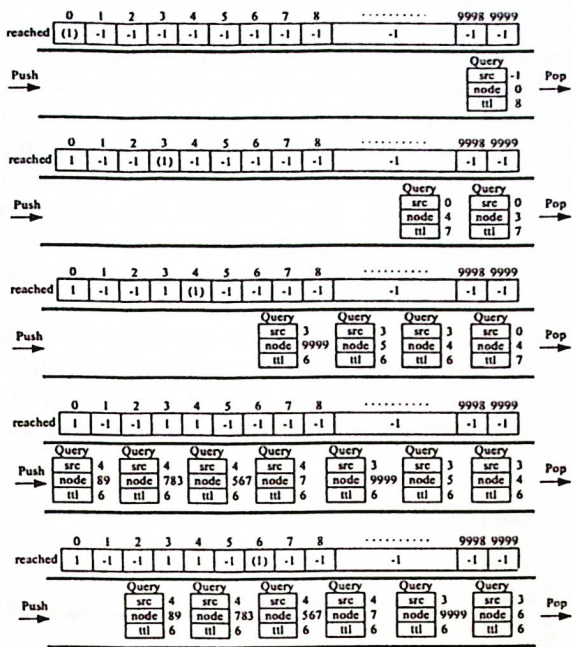 0 1 2 3 4 5 6 7 8 .......... 9998 9999
reached (1) -1 -1 -1 -1 -1 -1 -1 -1 -1 -1 -1
Query
Push src -1 Pop
node 0
ttl 8
0 1 2 3 4 5 6 7 8 .......... 9998 9999
reached 1 -1 -1 (1) -1 -1 -1 -1 -1 -1 -1 -1
Query Query
Push src 0 src 0 Pop
node 4 node 3
ttl 7 ttl 7
0 1 2 3 4 5 6 7 8 .......... 9998 9999
reached 1 -1 -1 1 (1) -1 -1 -1 -1 -1 -1 -1
Query Query Query Query
Push src 3 src 3 src 3 src 0 Pop
node 9999 node 5 node 4 node 4
ttl 6 ttl 6 ttl 6 ttl 7
0 1 2 3 4 5 6 7 8 .......... 9998 9999
reached 1 -1 -1 1 1 -1 -1 -1 -1 -1 -1 -1
Query Query Query Query Query Query Query
Push src 4 src 4 src 4 src 4 src 3 src 3 src 3 Pop
node 89 node 783 node 567 node 7 node 9999 node 5 node 4
ttl 6 ttl 6 ttl 6 ttl 6 ttl 6 ttl 6 ttl 6
0 1 2 3 4 5 6 7 8 .......... 9998 9999
reached 1 -1 -1 1 1 -1 (1) -1 -1 -1 -1 -1
Query Query Query Query Query Query
Push src 4 src 4 src 4 src 4 src 3 src 3 Pop
node 89 node 783 node 567 node 7 node 9999 node 6
ttl 6 ttl 6 ttl 6 ttl 6 ttl 6 ttl 6